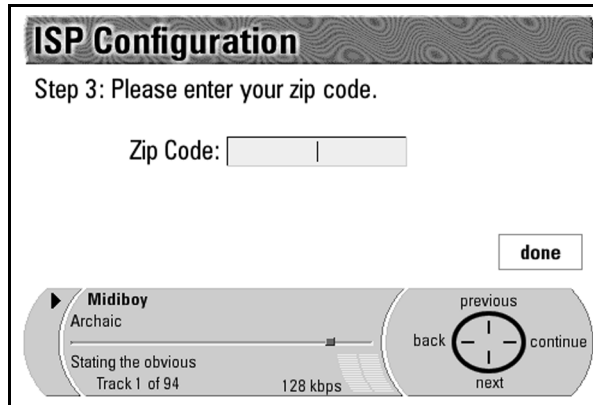 ISP Configuration
Step 3: Please enter your zip code.
Zip Code:
done
Midiboy
Archaic
Stating the obvious
Track 1 of 94 128 kbps
previous
back continue
next